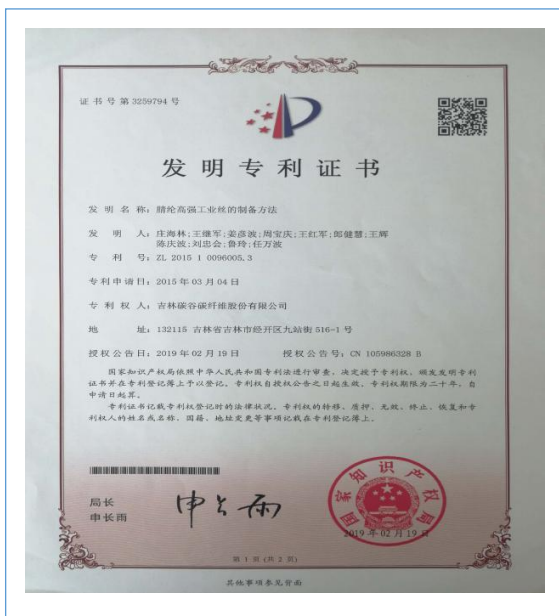 证书号第3259794号
发明专利证书
发明名称：腈纶高强工业丝的制备方法
发明人：庄海林;王继军;姜彦波;周宝庆;王红军;郎健慧;王辉
陈庆波;刘忠会;鲁玲;任万波
专利号：ZL 2015 1 0096005.3
专利申请日：2015年03月04日
专利权人：吉林碳谷碳纤维股份有限公司
地址：132115 吉林省吉林市经开区九站街516-1号
授权公告日：2019年02月19日 授权公告号：CN 105986328 B
国家知识产权局依照中华人民共和国专利法进行审查，决定授予专利权，颁发发明专利
证书并在专利登记簿上予以登记。专利权自授权公告之日起生效。专利权期限为二十年，自
申请日起算。
专利证书记载专利权登记时的法律状况。专利权的转移、质押、无效、终止、恢复和专
利权人的姓名或名称、国籍、地址变更等事项记载在专利登记簿上。
局长
申长雨
申长雨
国家知识产权局
2019年02月19日
第1页(共2页)
其他事项参见背面